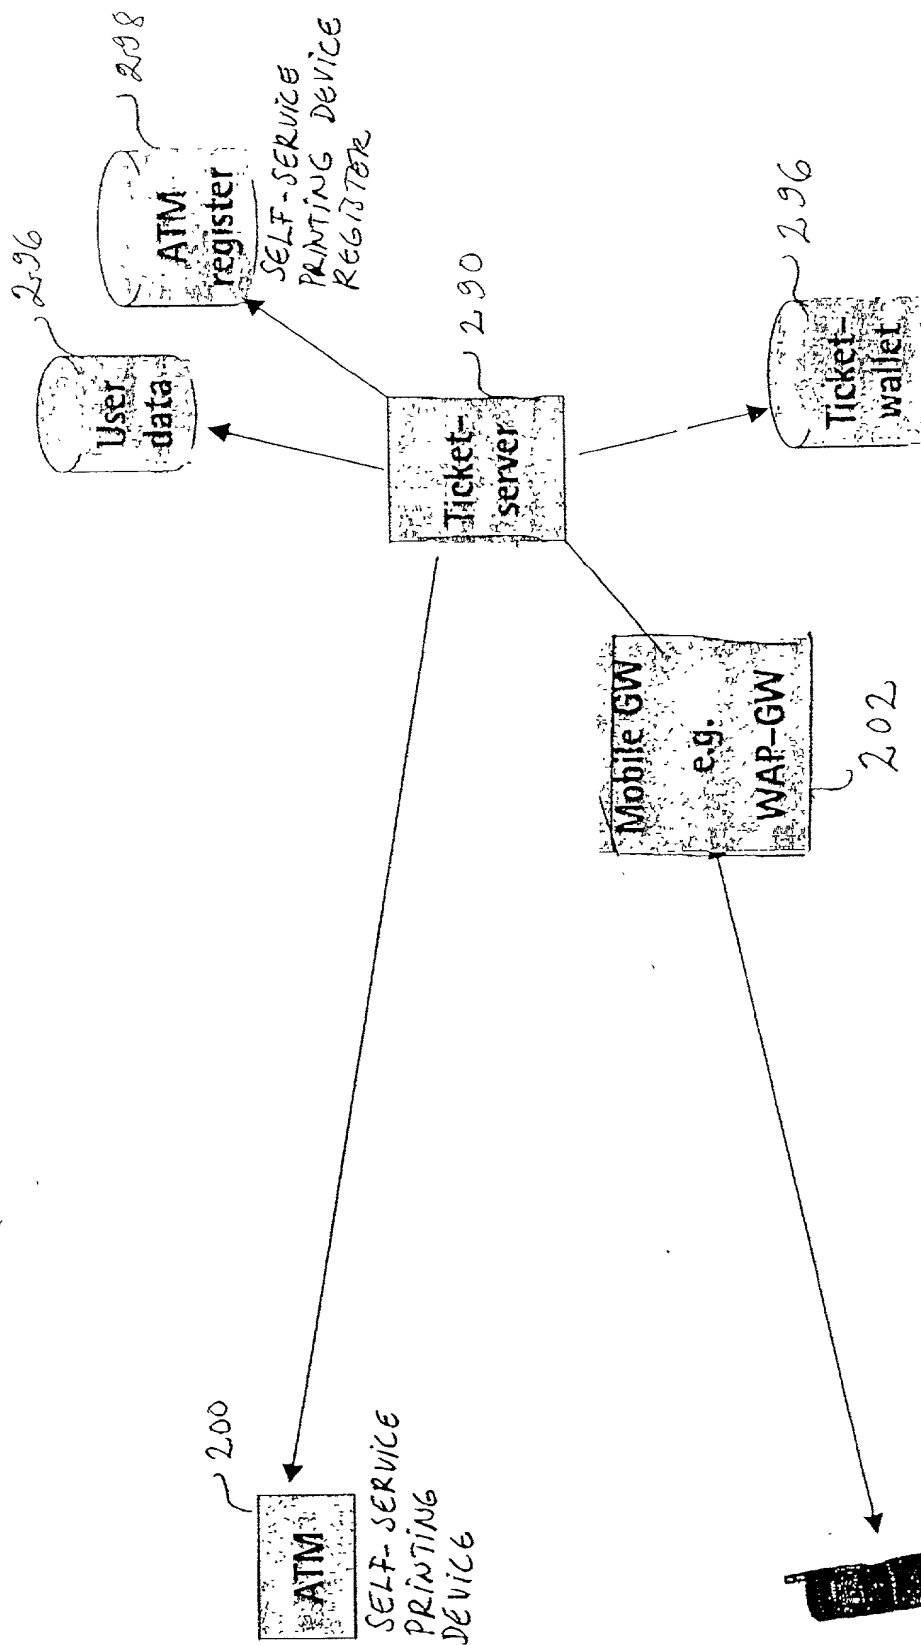 200
ATM
SELF-SERVICE
PRINTING
DEVICE
296
User
data
298
ATM
register
SELF-SERVICE
PRINTING DEVICE
REGISTER
290
Ticket-
server
Mobile GW
e.g.
WAP-GW
202
296
Ticket-
wallet